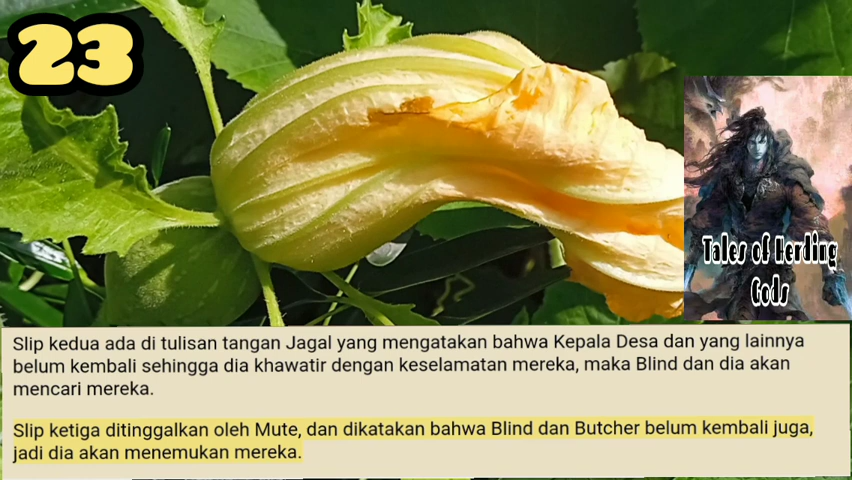 23
Tales of Herding
Gods
Slip kedua ada di tulisan tangan Jagal yang mengatakan bahwa Kepala Desa dan yang lainnya
belum kembali sehingga dia khawatir dengan keselamatan mereka, maka Blind dan dia akan
mencari mereka.
Slip ketiga ditinggalkan oleh Mute, dan dikatakan bahwa Blind dan Butcher belum kembali juga,
jadi dia akan menemukan mereka.